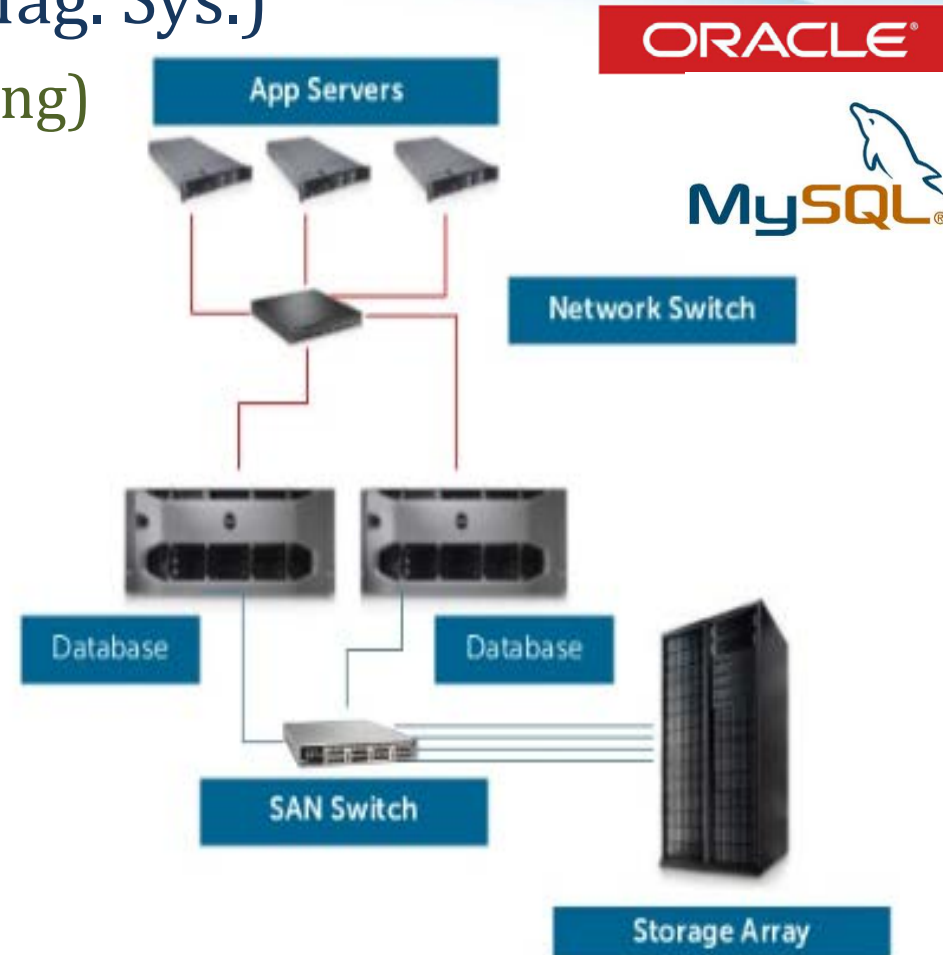 ag. Sys.)
ng)
ORACLE®
App Servers
MySQL®
Network Switch
Database
Database
SAN Switch
Storage Array